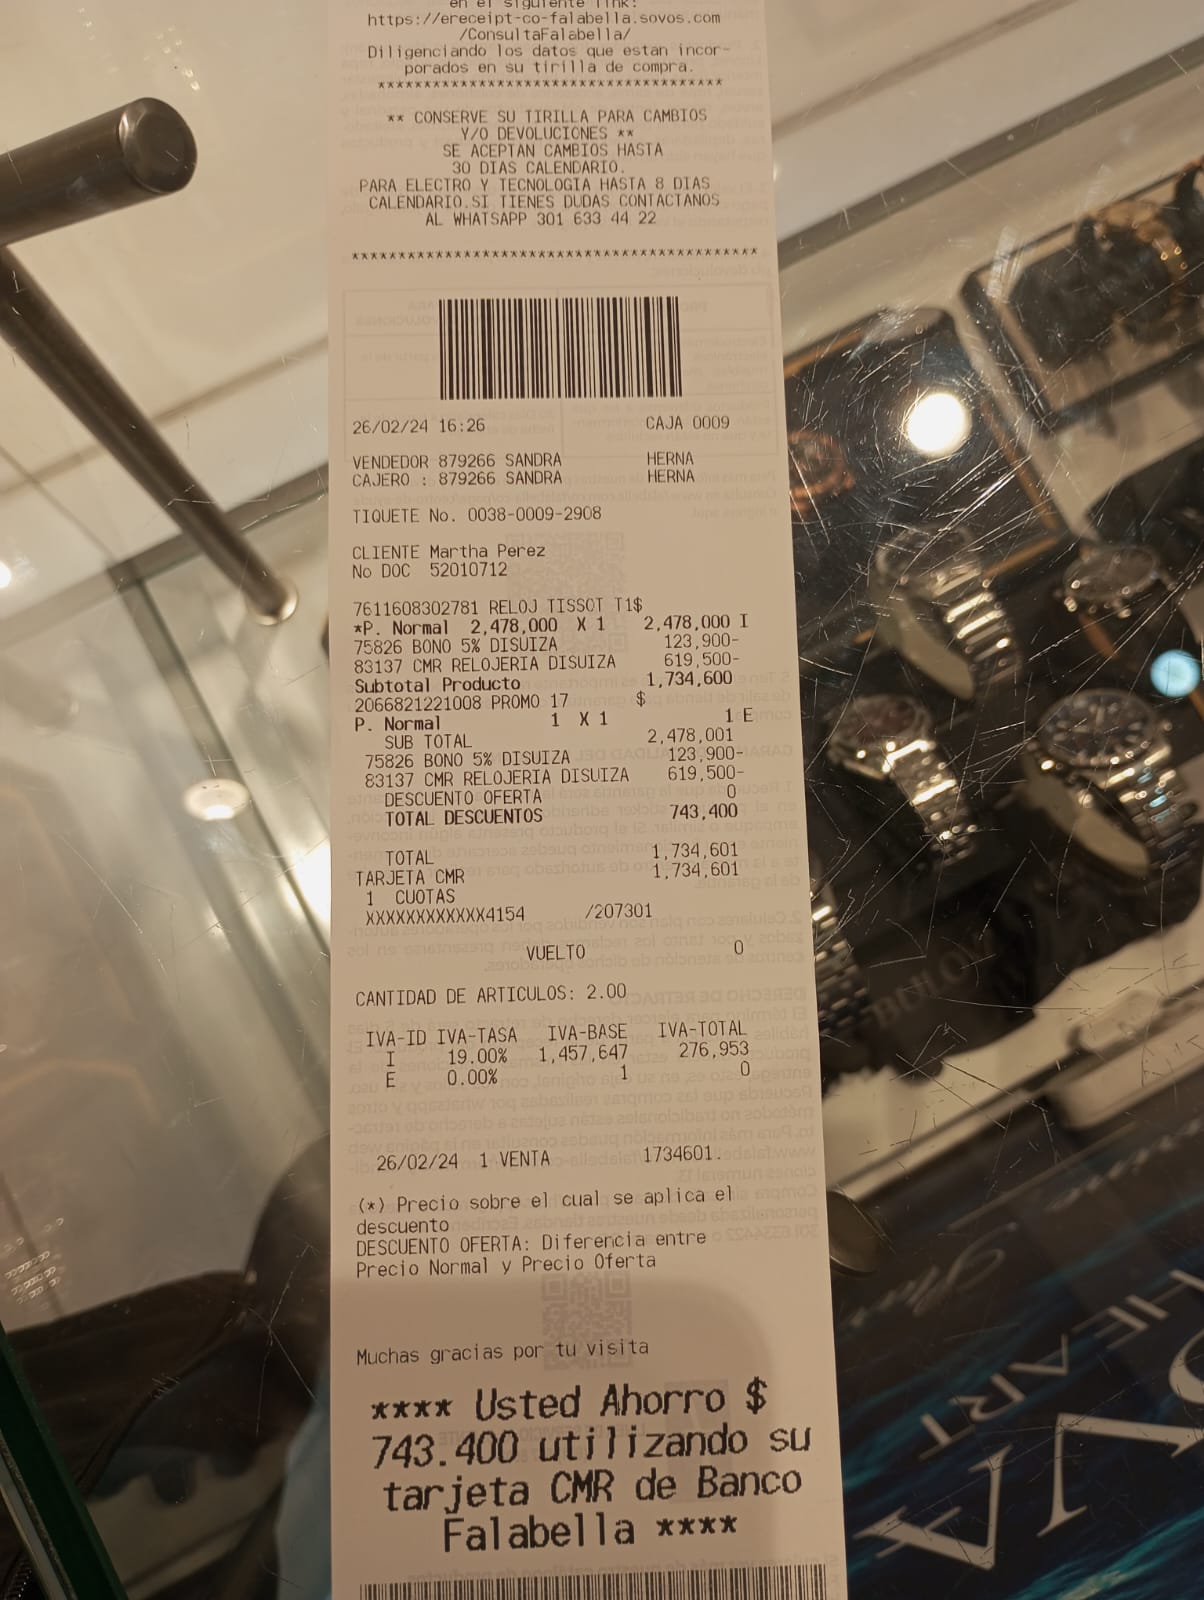 en el siguiente link:
https://ereceipt-co-falabella.sovos.com
/ConsultaFalabella/
Diligenciando los datos que estan incor-
porados en su tirilla de compra.
****************************************
** CONSERVE SU TIRILLA PARA CAMBIOS
Y/O DEVOLUCIONES **
SE ACEPTAN CAMBIOS HASTA
30 DIAS CALENDARIO.
PARA ELECTRO Y TECNOLOGIA HASTA 8 DIAS
CALENDARIO.SI TIENES DUDAS CONTACTANOS
AL WHATSAPP 301 633 44 22
********************************************
26/02/24 16:26 CAJA 0009
VENDEDOR 879266 SANDRA HERNA
CAJERO : 879266 SANDRA HERNA
TIQUETE No. 0038-0009-2908
CLIENTE Martha Perez
No DOC 52010712
7611608302781 RELOJ TISSOT T1$
*P. Normal 2,478,000 X 1 2,478,000 I
75826 BONO 5% DISUIZA 123,900-
83137 CMR RELOJERIA DISUIZA 619,500-
Subtotal Producto 1,734,600
2066821221008 PROMO 17 $
P. Normal 1 X 1 1 E
SUB TOTAL 2,478,001
75826 BONO 5% DISUIZA 123,900-
83137 CMR RELOJERIA DISUIZA 619,500-
DESCUENTO OFERTA 0
TOTAL DESCUENTOS 743,400
TOTAL 1,734,601
TARJETA CMR 1,734,601
1 CUOTAS
XXXXXXXXXXXX4154 /207301
VUELTO 0
CANTIDAD DE ARTICULOS: 2.00
IVA-ID IVA-TASA IVA-BASE IVA-TOTAL
I 19.00% 1,457,647 276,953
E 0.00% 1 0
26/02/24 1 VENTA 1734601.
(*) Precio sobre el cual se aplica el
descuento
DESCUENTO OFERTA: Diferencia entre
Precio Normal y Precio Oferta
Muchas gracias por tu visita
**** Usted Ahorro $
743.400 utilizando su
tarjeta CMR de Banco
Falabella ****
BULOVA